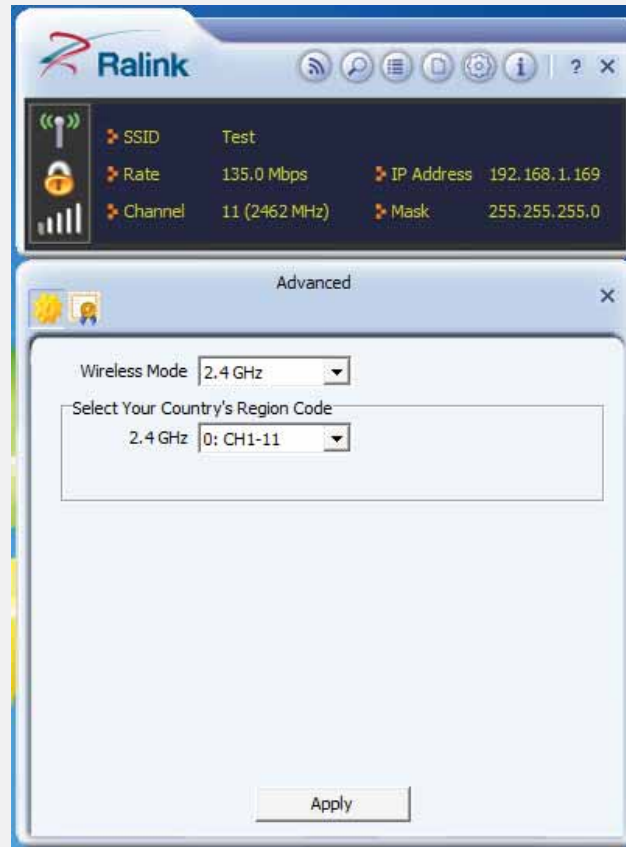 Ralink
? ×
SSID Test
Rate 135.0 Mbps IP Address 192.168.1.169
Channel 11 (2462 MHz) Mask 255.255.255.0
Advanced
Wireless Mode 2.4 GHz
Select Your Country's Region Code
2.4 GHz 0: CH1-11
Apply